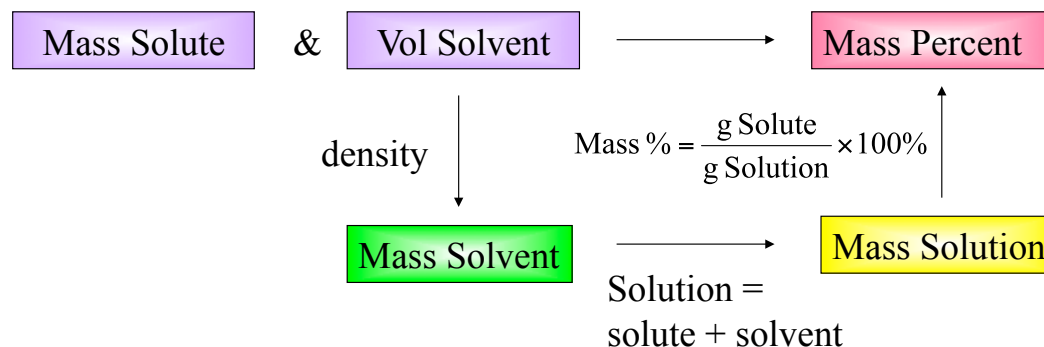 Mass Solute & Vol Solvent Mass Percent
density
Mass % = g Solute / g Solution × 100%
Mass Solvent Mass Solution
Solution =
solute + solvent